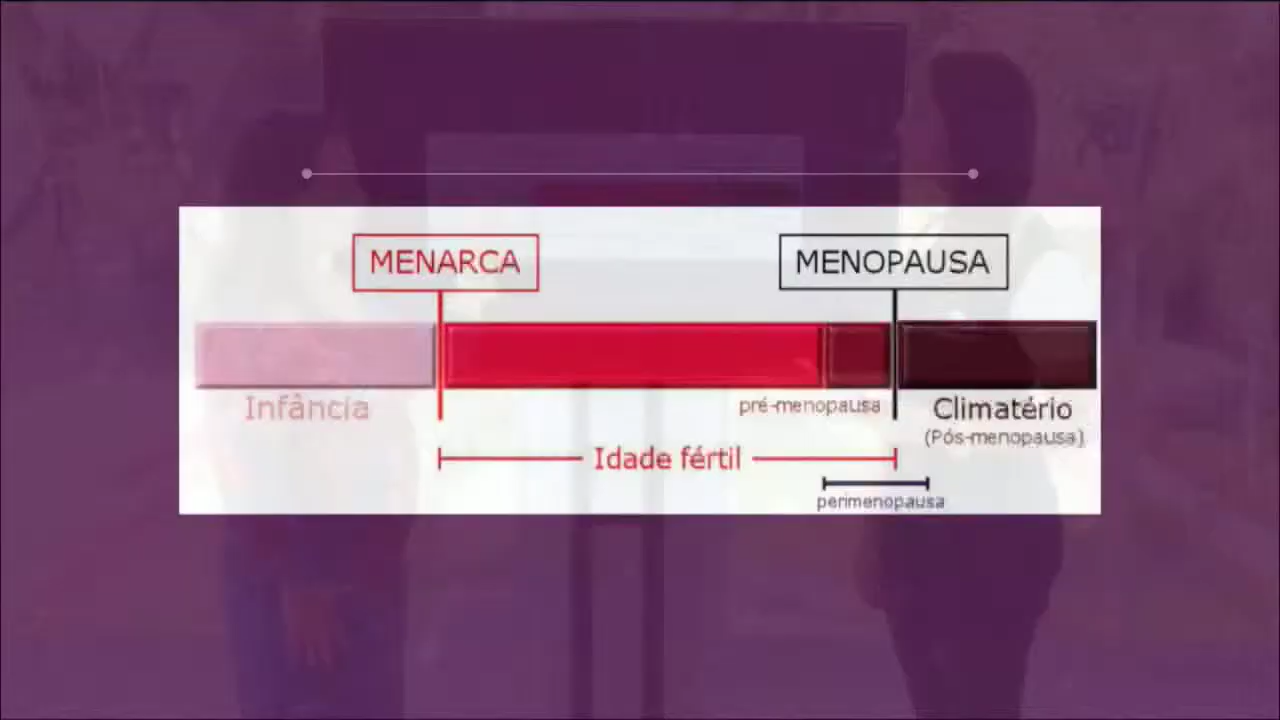 MENARCA
MENOPAUSA
Infância
pré-menopausa
Climatério
(Pós-menopausa)
Idade fértil
perimenopausa